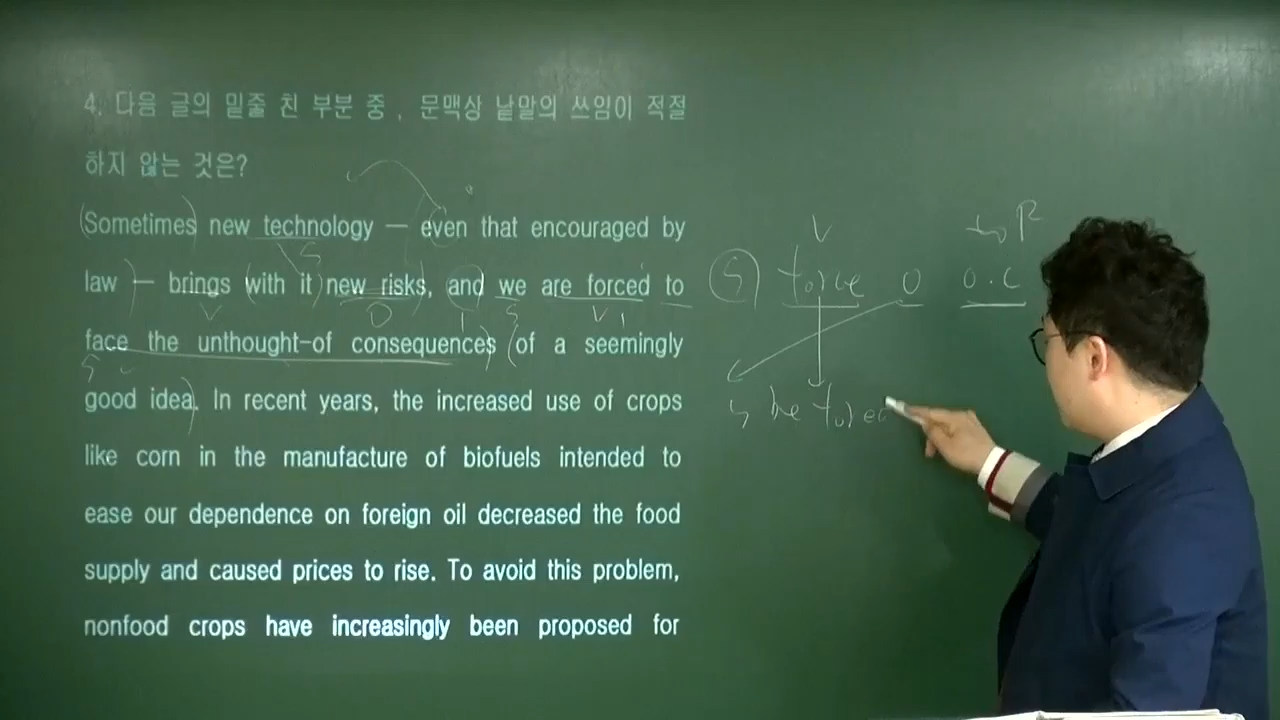 4. 다음 글의 밑줄 친 부분 중 , 문맥상 낱말의 쓰임이 적절
하지 않는 것은?
(Sometimes) new technology — even that encouraged by
law) — brings (with it) new risks, and we are forced to
face the unthought-of consequences) (of a seemingly
good idea). In recent years, the increased use of crops
like corn in the manufacture of biofuels intended to
ease our dependence on foreign oil decreased the food
supply and caused prices to rise. To avoid this problem,
nonfood crops have increasingly been proposed for
V
to R
S force O O.C
be forced